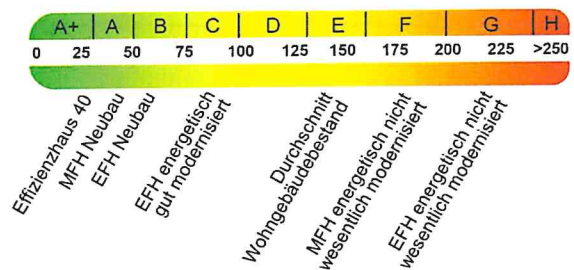 A+ A B C D E F G H
0 25 50 75 100 125 150 175 200 225 >250
Effizienzhaus 40
MFH Neubau
EFH Neubau
EFH energetisch
gut modernisiert
Durchschnitt
Wohngebäudebestand
MFH energetisch nicht
wesentlich modernisiert
EFH energetisch nicht
wesentlich modernisiert